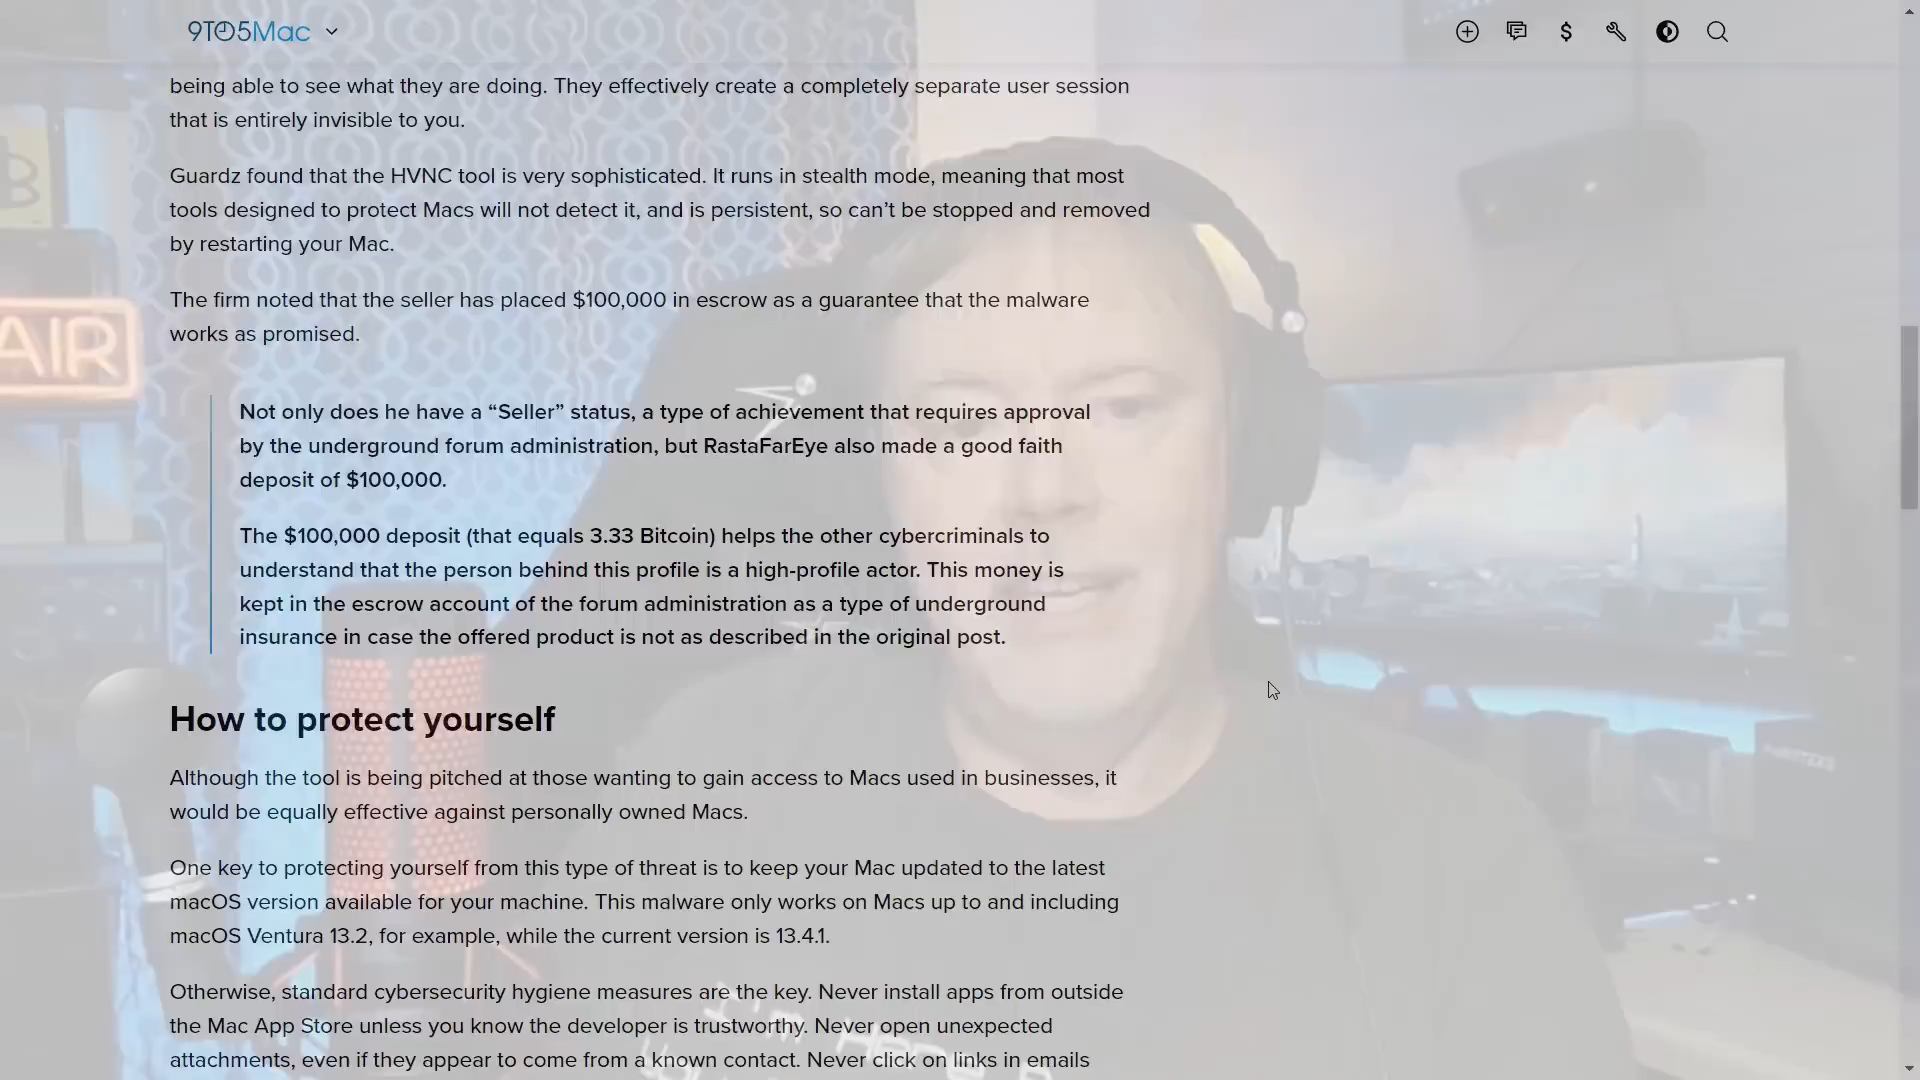 9TO5Mac
being able to see what they are doing. They effectively create a completely separate user session
that is entirely invisible to you.
Guardz found that the HVNC tool is very sophisticated. It runs in stealth mode, meaning that most
tools designed to protect Macs will not detect it, and is persistent, so can’t be stopped and removed
by restarting your Mac.
The firm noted that the seller has placed $100,000 in escrow as a guarantee that the malware
works as promised.
AIR
Not only does he have a “Seller” status, a type of achievement that requires approval
by the underground forum administration, but RastaFarEye also made a good faith
deposit of $100,000.
The $100,000 deposit (that equals 3.33 Bitcoin) helps the other cybercriminals to
understand that the person behind this profile is a high-profile actor. This money is
kept in the escrow account of the forum administration as a type of underground
insurance in case the offered product is not as described in the original post.
How to protect yourself
Although the tool is being pitched at those wanting to gain access to Macs used in businesses, it
would be equally effective against personally owned Macs.
One key to protecting yourself from this type of threat is to keep your Mac updated to the latest
macOS version available for your machine. This malware only works on Macs up to and including
macOS Ventura 13.2, for example, while the current version is 13.4.1.
Otherwise, standard cybersecurity hygiene measures are the key. Never install apps from outside
the Mac App Store unless you know the developer is trustworthy. Never open unexpected
attachments, even if they appear to come from a known contact. Never click on links in emails
I'm Here